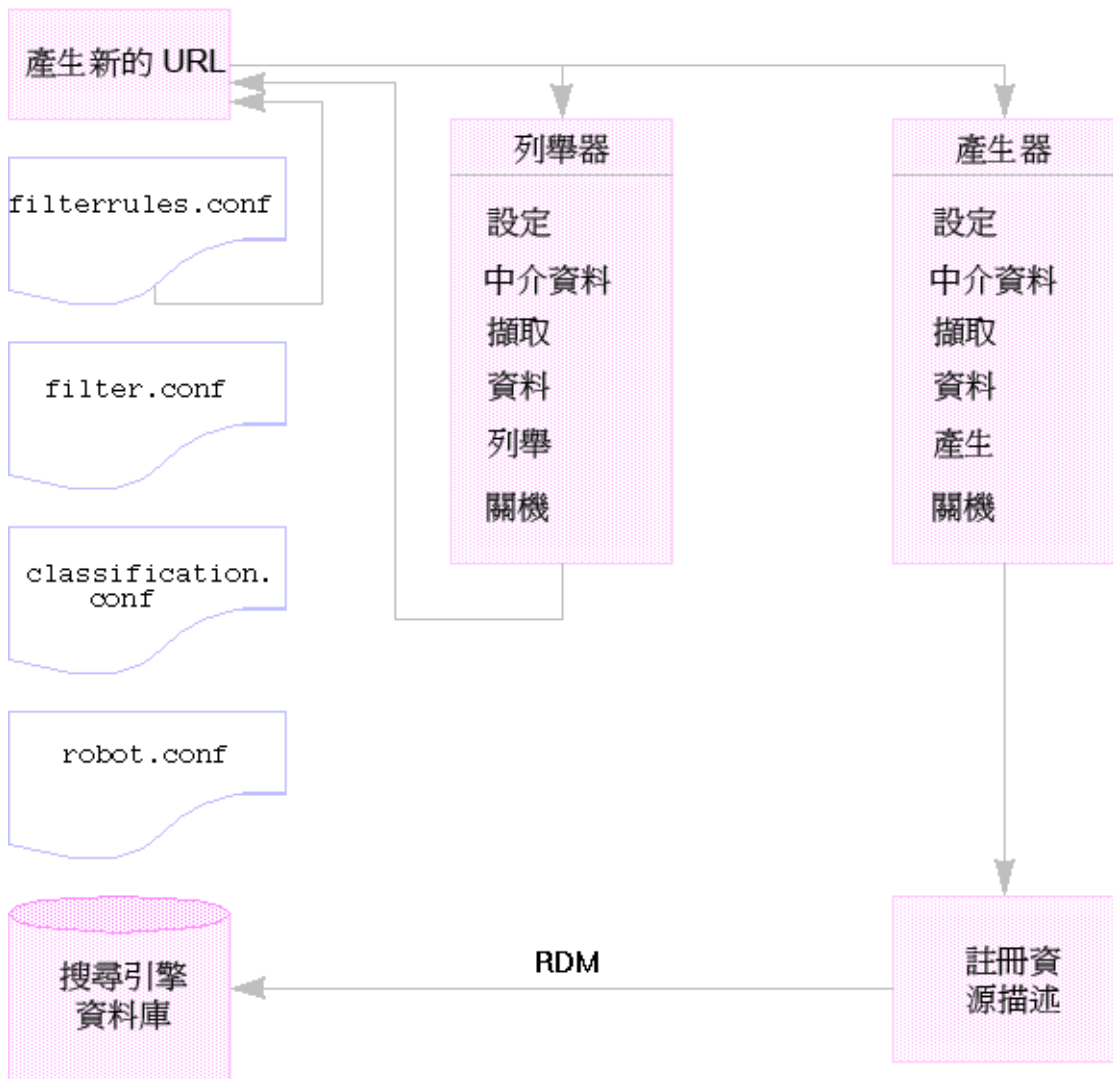 產生新的 URL
filterrules.conf
filter.conf
classification.
conf
robot.conf
搜尋引擎
資料庫
列舉器
設定
中介資料
擷取
資料
列舉
關機
產生器
設定
中介資料
擷取
資料
產生
關機
RDM
註冊資
源描述